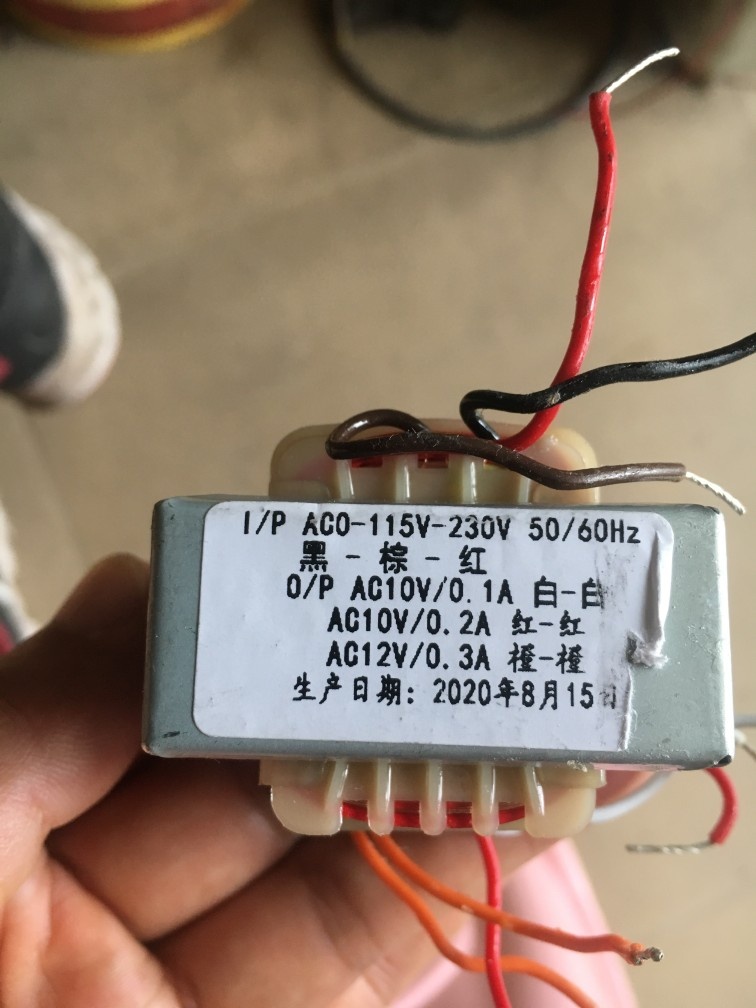 I/P AC0-115V-230V 50/60Hz
黑-棕-红
O/P AC10V/0.1A 白-白
AC10V/0.2A 红-红
AC12V/0.3A 橙-橙
生产日期: 2020年8月15日